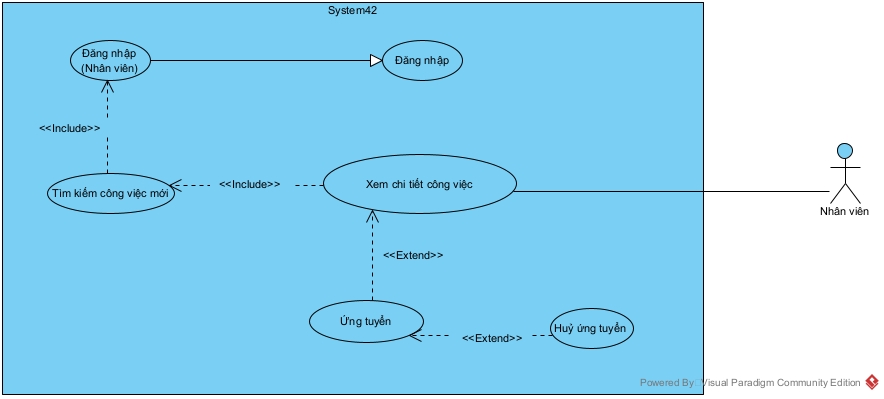 System42
Đăng nhập
(Nhân viên)
Đăng nhập
<<Include>>
Tìm kiếm công việc mới
<<Include>>
Xem chi tiết công việc
Nhân viên
<<Extend>>
Ứng tuyển
<<Extend>>
Huỷ ứng tuyển
Powered By: Visual Paradigm Community Edition